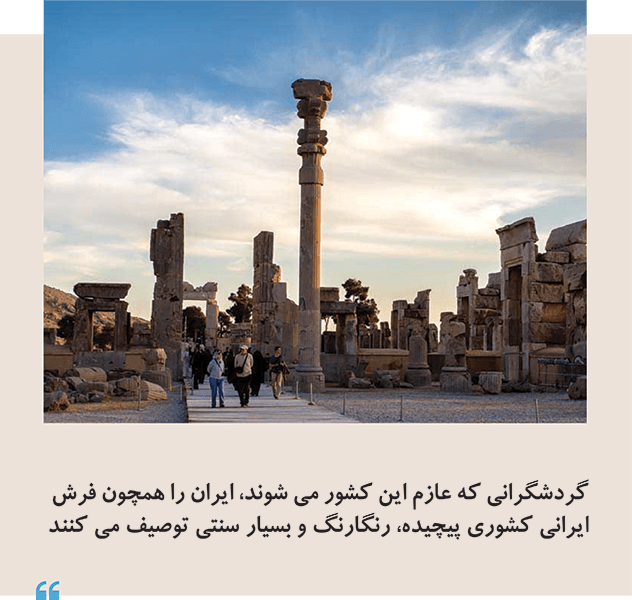 گردشگرانی که عازم این کشور می شوند، ایران را همچون فرش
ایرانی کشوری پیچیده، رنگارنگ و بسیار سنتی توصیف می کنند